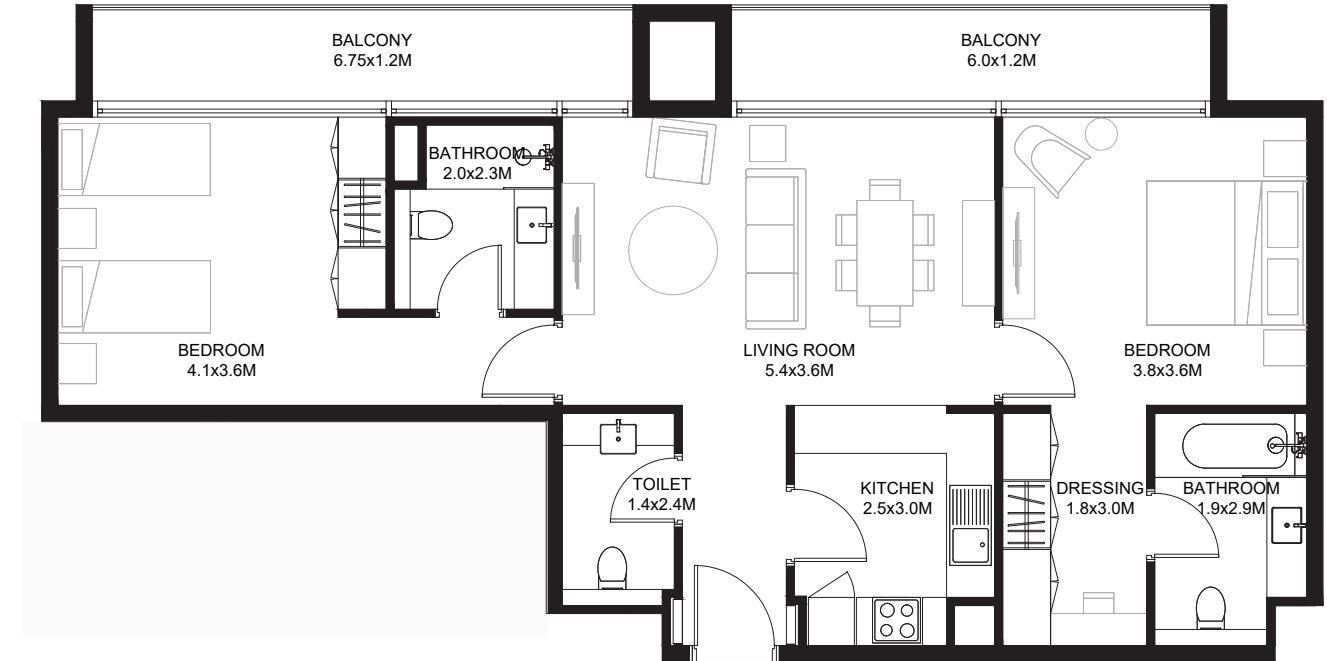 BALCONY
6.75x1.2M
BALCONY
6.0x1.2M
BATHROOM
2.0x2.3M
BEDROOM
4.1x3.6M
LIVING ROOM
5.4x3.6M
BEDROOM
3.8x3.6M
TOILET
1.4x2.4M
KITCHEN
2.5x3.0M
DRESSING
1.8x3.0M
BATHROOM
1.9x2.9M